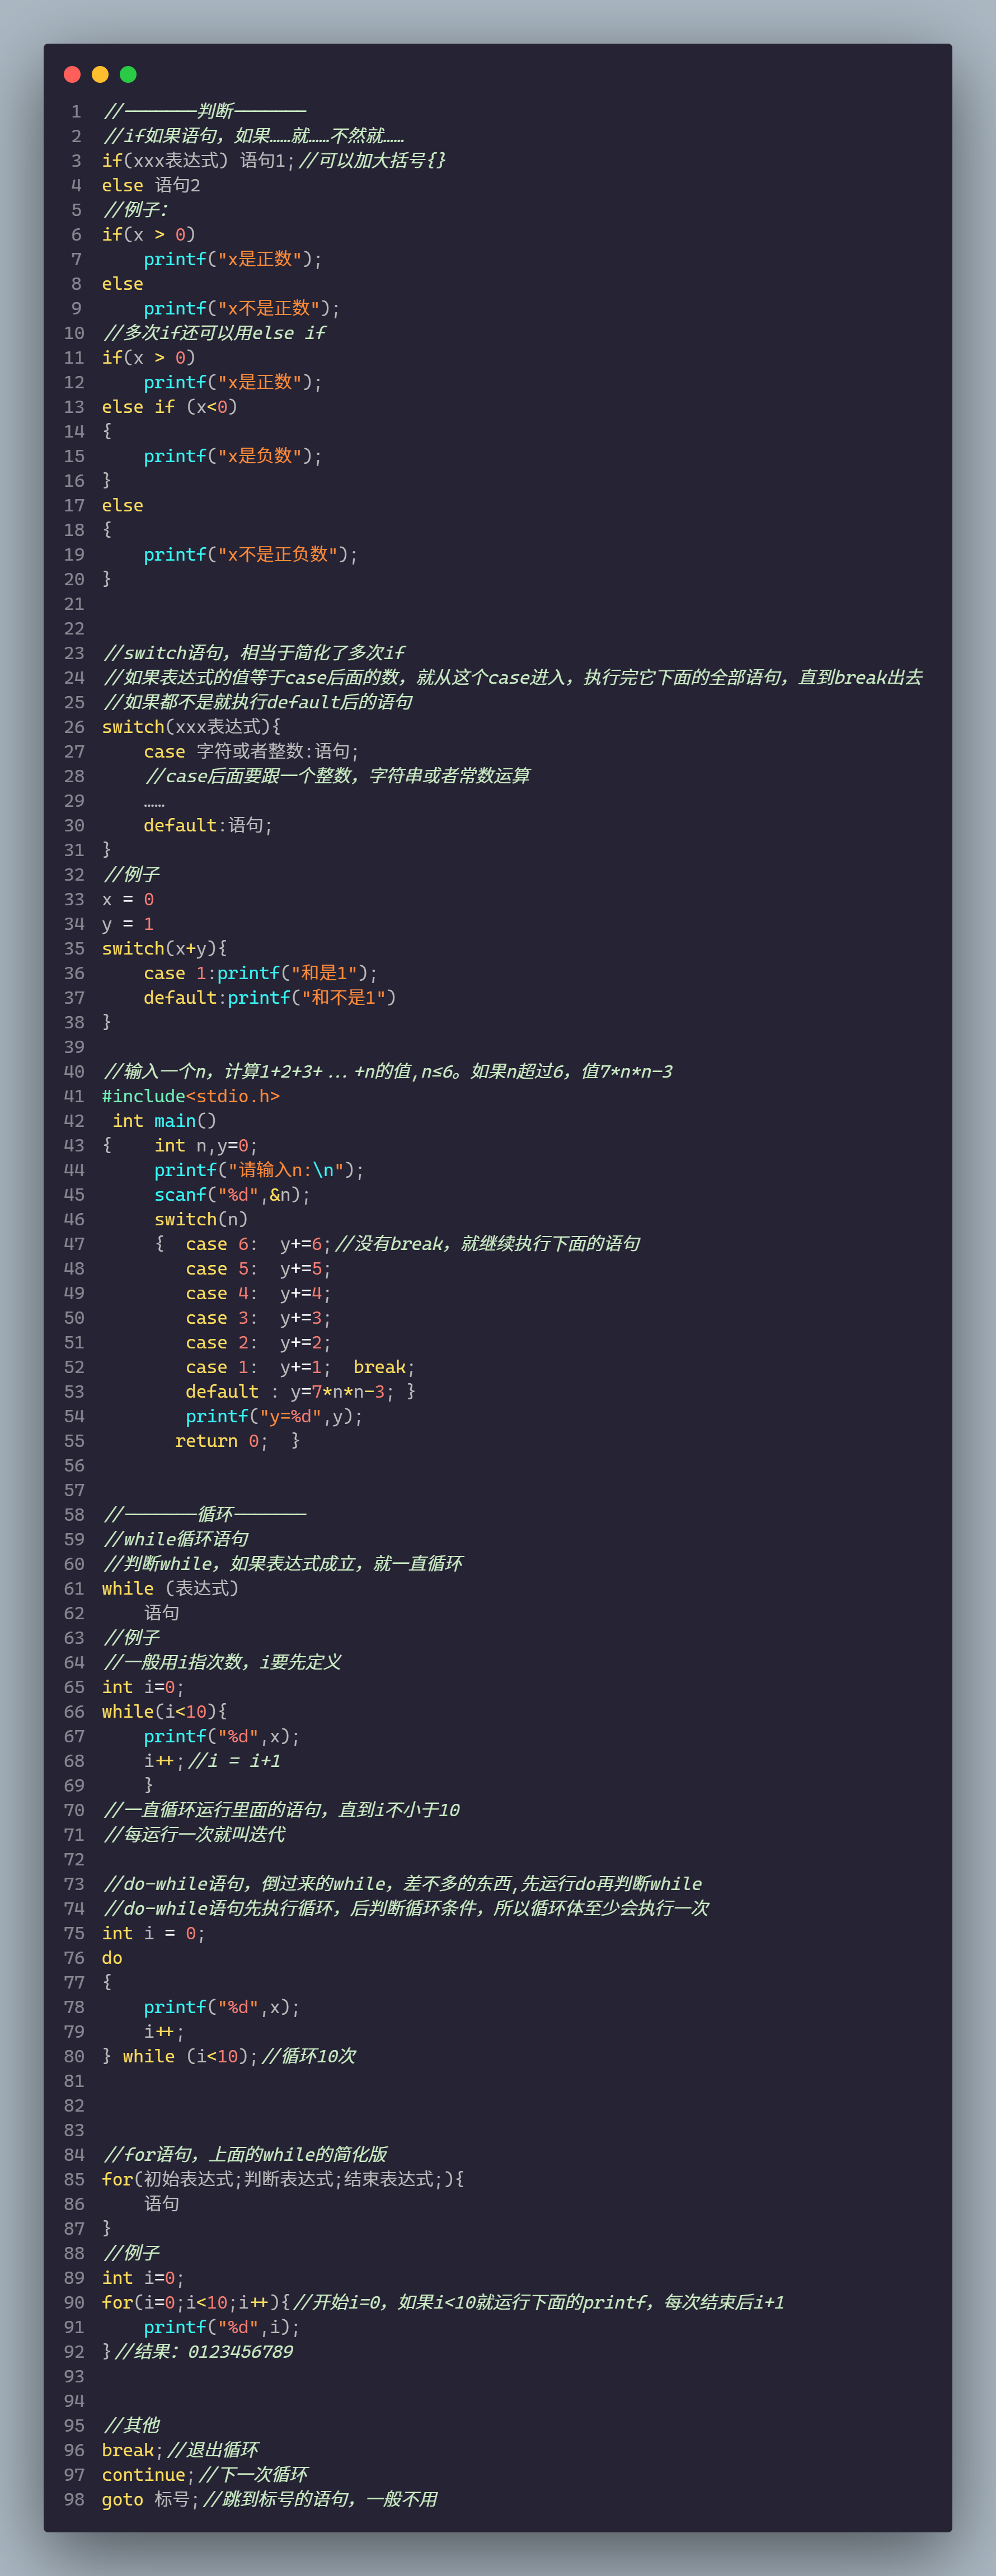 1 //————————判断————————
2 //if如果语句，如果……就……不然就……
3 if(xxx表达式) 语句1;//可以加大括号{}
4 else 语句2
5 //例子：
6 if(x > 0)
7     printf("x是正数");
8 else
9     printf("x不是正数");
10 //多次if还可以用else if
11 if(x > 0)
12     printf("x是正数");
13 else if (x<0)
14 {
15     printf("x是负数");
16 }
17 else
18 {
19     printf("x不是正负数");
20 }
21
22
23 //switch语句，相当于简化了多次if
24 //如果表达式的值等于case后面的数，就从这个case进入，执行完它下面的全部语句，直到break出去
25 //如果都不是就执行default后的语句
26 switch(xxx表达式){
27     case 字符或者整数:语句;
28     //case后面要跟一个整数，字符串或者常数运算
29     ……
30     default:语句;
31 }
32 //例子
33 x = 0
34 y = 1
35 switch(x+y){
36     case 1:printf("和是1");
37     default:printf("和不是1")
38 }
39
40 //输入一个n，计算1+2+3+...+n的值,n≤6。如果n超过6，值7*n*n-3
41 #include<stdio.h>
42  int main()
43 {    int n,y=0;
44      printf("请输入n:\n");
45      scanf("%d",&n);
46      switch(n)
47      {  case 6:  y+=6;//没有break，就继续执行下面的语句
48         case 5:  y+=5;
49         case 4:  y+=4;
50         case 3:  y+=3;
51         case 2:  y+=2;
52         case 1:  y+=1;  break;
53         default : y=7*n*n-3; }
54         printf("y=%d",y);
55        return 0;  }
56
57
58 //————————循环————————
59 //while循环语句
60 //判断while，如果表达式成立，就一直循环
61 while (表达式)
62     语句
63 //例子
64 //一般用i指次数，i要先定义
65 int i=0;
66 while(i<10){
67     printf("%d",x);
68     i++;//i = i+1
69     }
70 //一直循环运行里面的语句，直到i不小于10
71 //每运行一次就叫迭代
72
73 //do-while语句，倒过来的while，差不多的东西,先运行do再判断while
74 //do-while语句先执行循环，后判断循环条件，所以循环体至少会执行一次
75 int i = 0;
76 do
77 {
78     printf("%d",x);
79     i++;
80 } while (i<10);//循环10次
81
82
83
84 //for语句，上面的while的简化版
85 for(初始表达式;判断表达式;结束表达式;){
86     语句
87 }
88 //例子
89 int i=0;
90 for(i=0;i<10;i++){//开始i=0，如果i<10就运行下面的printf，每次结束后i+1
91     printf("%d",i);
92 }//结果：0123456789
93
94
95 //其他
96 break;//退出循环
97 continue;//下一次循环
98 goto 标号;//跳到标号的语句，一般不用